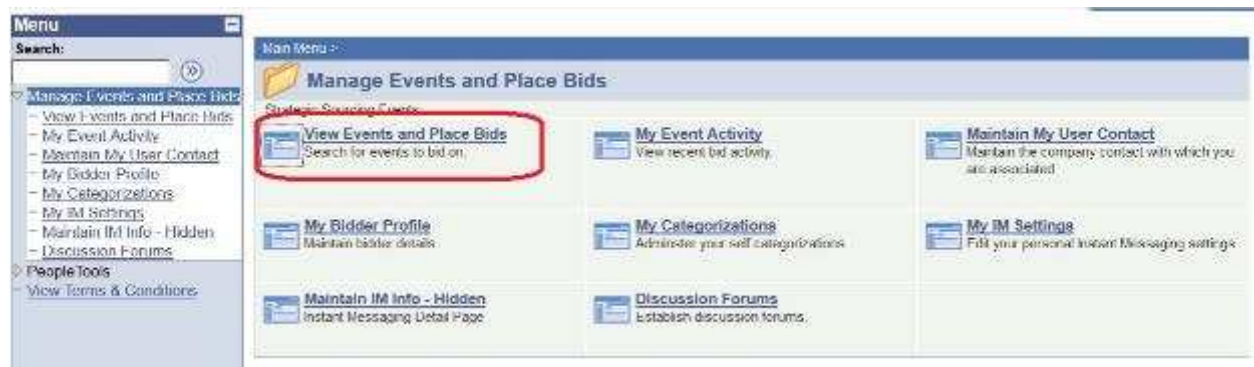 Menu
Search:
Manage Events and Place Bids
- View Events and Place Bids
- My Event Activity
- Maintain My User Contact
- My Bidder Profile
- My Categorizations
- My IM Settings
- Maintain IM Info - Hidden
- Discussion Forums
PeopleTools
- View Terms & Conditions
Main Menu >
Manage Events and Place Bids
Strategic Sourcing Events
View Events and Place Bids
Search for events to bid on.
My Event Activity
View recent bid activity.
Maintain My User Contact
Maintain the company contact with which you
are associated
My Bidder Profile
Maintain bidder details
My Categorizations
Administer your self categorizations
My IM Settings
Edit your personal Instant Messaging settings
Maintain IM Info - Hidden
Instant Messaging Detail Page
Discussion Forums
Establish discussion forums.